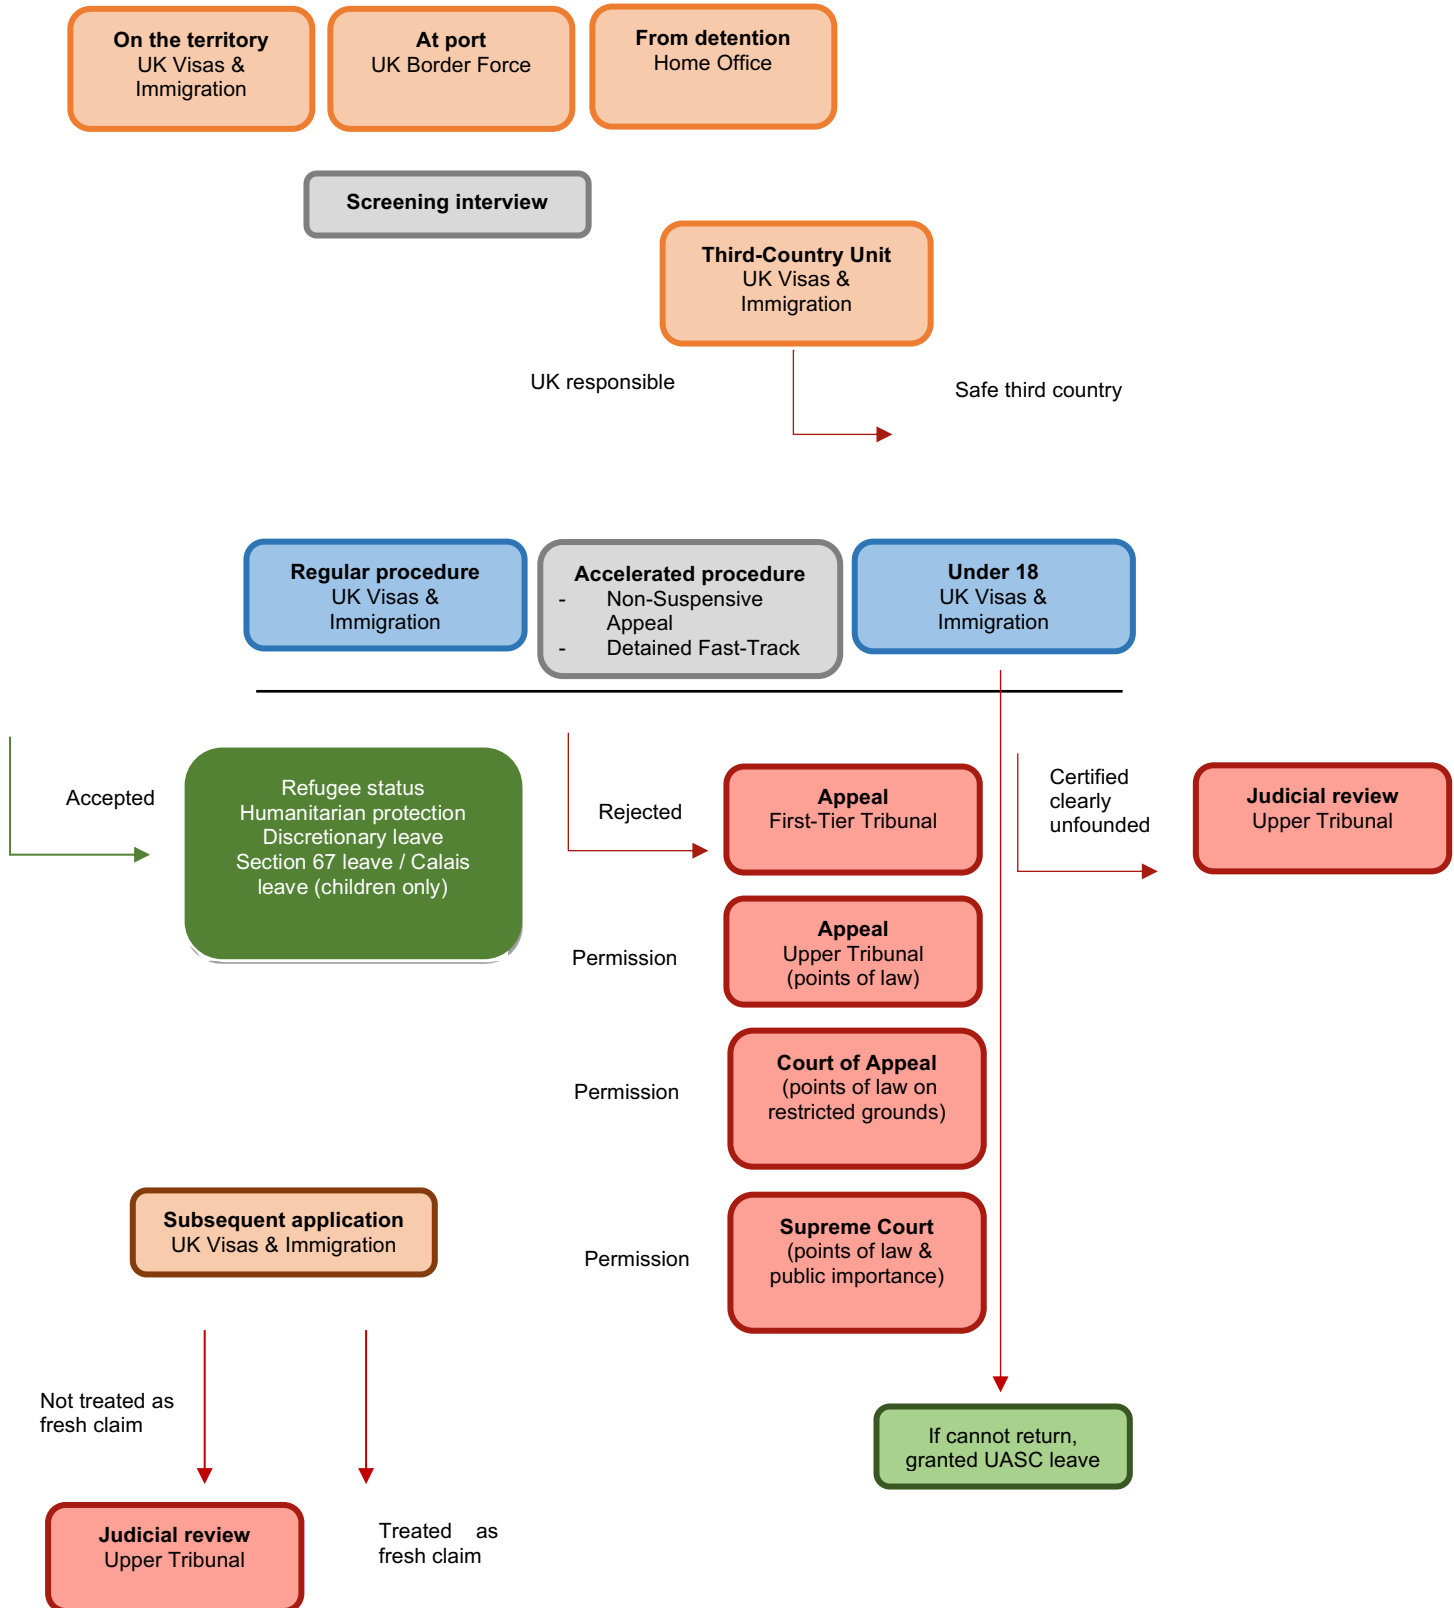 On the territory
UK Visas &
Immigration
At port
UK Border Force
From detention
Home Office
Screening interview
Third-Country Unit
UK Visas &
Immigration
UK responsible
Safe third country
Regular procedure
UK Visas &
Immigration
Accelerated procedure
- Non-Suspensive
Appeal
- Detained Fast-Track
Under 18
UK Visas &
Immigration
Accepted
Refugee status
Humanitarian protection
Discretionary leave
Section 67 leave / Calais
leave (children only)
Rejected
Appeal
First-Tier Tribunal
Certified
clearly
unfounded
Judicial review
Upper Tribunal
Permission
Appeal
Upper Tribunal
(points of law)
Permission
Court of Appeal
(points of law on
restricted grounds)
Subsequent application
UK Visas & Immigration
Permission
Supreme Court
(points of law &
public importance)
Not treated as
fresh claim
If cannot return,
granted UASC leave
Judicial review
Upper Tribunal
Treated as
fresh claim